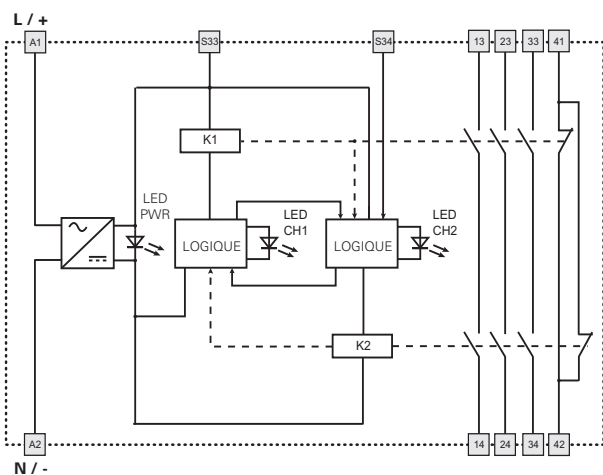 L / +
A1
S33
S34
13
23
33
41
K1
LED
PWR
LOGIQUE
LED
CH1
LOGIQUE
LED
CH2
K2
A2
14
24
34
42
N / -